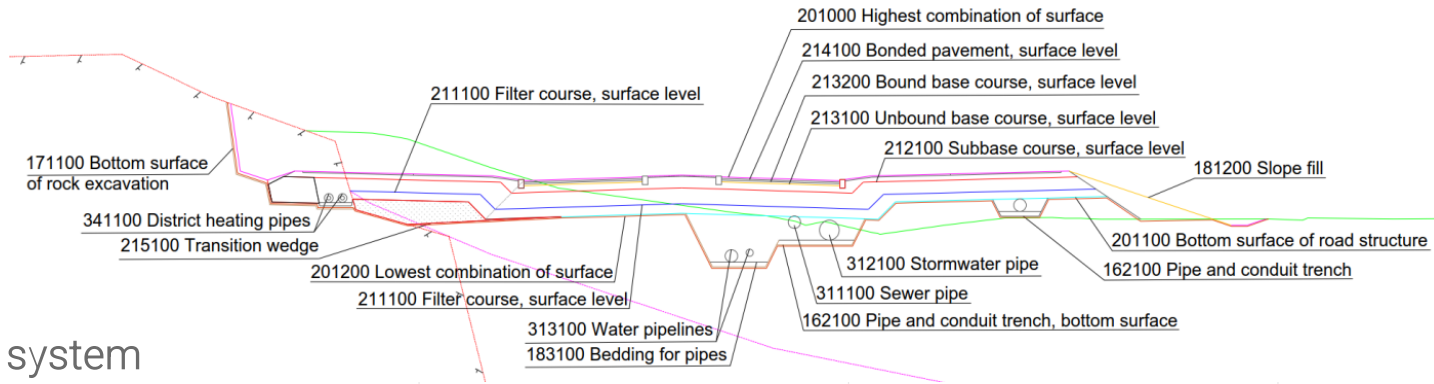 201000 Highest combination of surface
214100 Bonded pavement, surface level
213200 Bound base course, surface level
211100 Filter course, surface level
213100 Unbound base course, surface level
212100 Subbase course, surface level
171100 Bottom surface
of rock excavation
181200 Slope fill
341100 District heating pipes
215100 Transition wedge
201100 Bottom surface of road structure
201200 Lowest combination of surface
312100 Stormwater pipe
162100 Pipe and conduit trench
211100 Filter course, surface level
311100 Sewer pipe
313100 Water pipelines
162100 Pipe and conduit trench, bottom surface
183100 Bedding for pipes
system